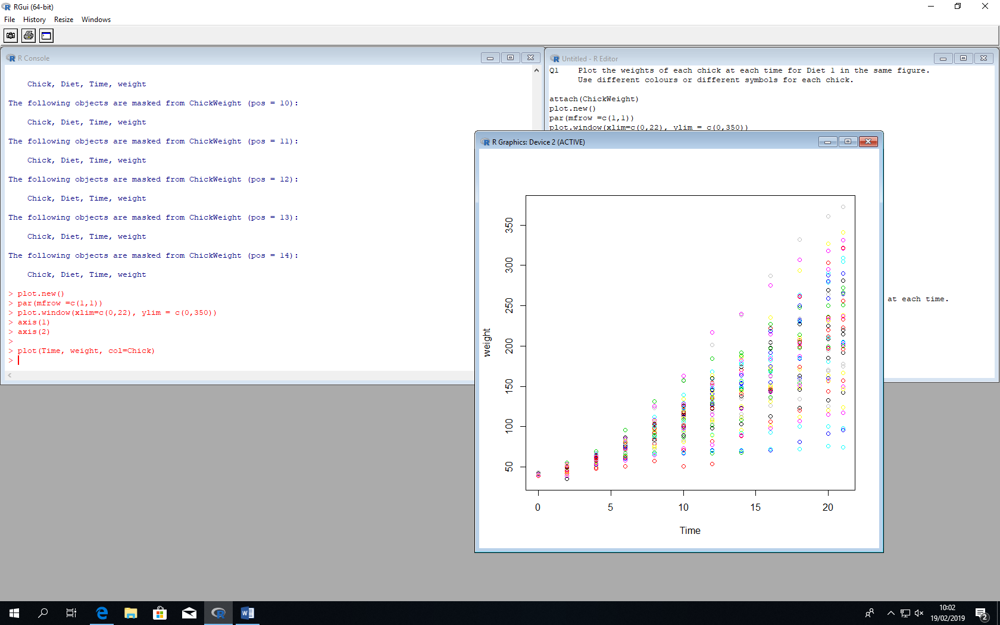 RGui (64-bit)
File History Resize Windows
R Console
Chick, Diet, Time, weight
The following objects are masked from ChickWeight (pos = 10):
Chick, Diet, Time, weight
The following objects are masked from ChickWeight (pos = 11):
Chick, Diet, Time, weight
The following objects are masked from ChickWeight (pos = 12):
Chick, Diet, Time, weight
The following objects are masked from ChickWeight (pos = 13):
Chick, Diet, Time, weight
The following objects are masked from ChickWeight (pos = 14):
Chick, Diet, Time, weight
> plot.new()
> par(mfrow =c(1,1))
> plot.window(xlim=c(0,22), ylim = c(0,350))
> axis(1)
> axis(2)
>
> plot(Time, weight, col=Chick)
>
Untitled - R Editor
Q1 Plot the weights of each chick at each time for Diet 1 in the same figure.
Use different colours or different symbols for each chick.
attach(ChickWeight)
plot.new()
par(mfrow =c(1,1))
plot.window(xlim=c(0,22), ylim = c(0,350))
at each time.
R Graphics: Device 2 (ACTIVE)
weight
350
300
250
200
150
100
50
0 5 10 15 20
Time
10:02
19/02/2019
2